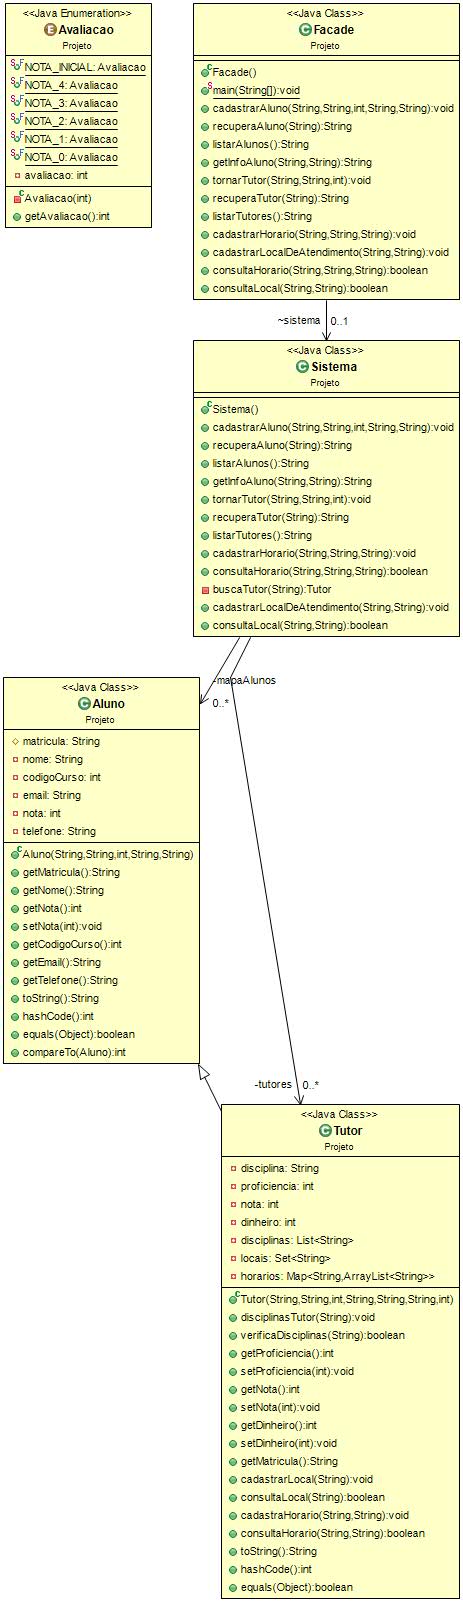 <<Java Enumeration>>
Avaliacao
Projeto
NOTA_INICIAL: Avaliacao
NOTA_4: Avaliacao
NOTA_3: Avaliacao
NOTA_2: Avaliacao
NOTA_1: Avaliacao
NOTA_0: Avaliacao
avaliacao: int
Avaliacao(int)
getAvaliacao():int
<<Java Class>>
Facade
Projeto
Facade()
main(String[]):void
cadastrarAluno(String,String,int,String,String):void
recuperaAluno(String):String
listarAlunos():String
getInfoAluno(String,String):String
tornarTutor(String,String,int):void
recuperaTutor(String):String
listarTutores():String
cadastrarHorario(String,String,String):void
cadastrarLocalDeAtendimento(String,String):void
consultaHorario(String,String,String):boolean
consultaLocal(String,String):boolean
~sistema 0..1
<<Java Class>>
Sistema
Projeto
Sistema()
cadastrarAluno(String,String,int,String,String):void
recuperaAluno(String):String
listarAlunos():String
getInfoAluno(String,String):String
tornarTutor(String,String,int):void
recuperaTutor(String):String
listarTutores():String
cadastrarHorario(String,String,String):void
consultaHorario(String,String,String):boolean
buscaTutor(String):Tutor
cadastrarLocalDeAtendimento(String,String):void
consultaLocal(String,String):boolean
-mapaAlunos
0..*
<<Java Class>>
Aluno
Projeto
matricula: String
nome: String
codigoCurso: int
email: String
nota: int
telefone: String
Aluno(String,String,int,String,String)
getMatricula():String
getNome():String
getNota():int
setNota(int):void
getCodigoCurso():int
getEmail():String
getTelefone():String
toString():String
hashCode():int
equals(Object):boolean
compareTo(Aluno):int
-tutores 0..*
<<Java Class>>
Tutor
Projeto
disciplina: String
proficiencia: int
nota: int
dinheiro: int
disciplinas: List<String>
locais: Set<String>
horarios: Map<String,ArrayList<String>>
Tutor(String,String,int,String,String,String,int)
disciplinasTutor(String):void
verificaDisciplinas(String):boolean
getProficiencia():int
setProficiencia(int):void
getNota():int
setNota(int):void
getDinheiro():int
setDinheiro(int):void
getMatricula():String
cadastrarLocal(String):void
consultaLocal(String):boolean
cadastraHorario(String,String):void
consultaHorario(String,String):boolean
toString():String
hashCode():int
equals(Object):boolean